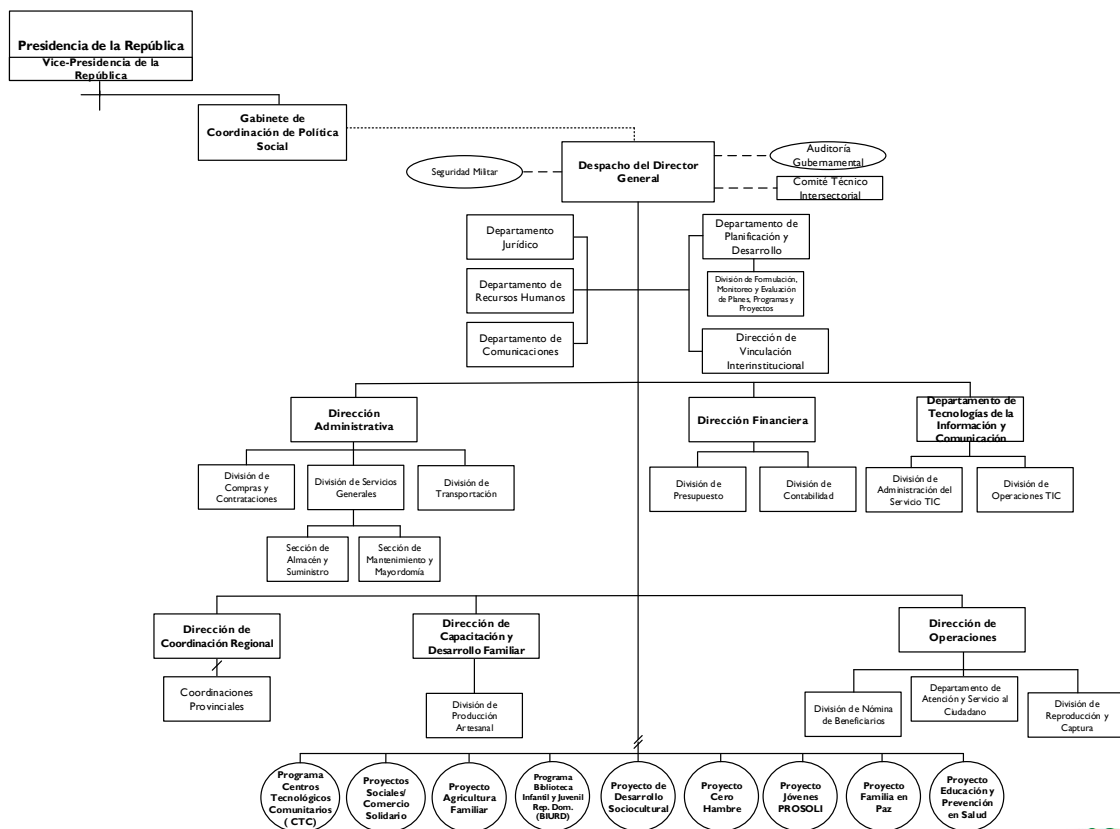 Presidencia de la República
Vice-Presidencia de la
República
Gabinete de
Coordinación de Política
Social
Despacho del Director
General
Seguridad Militar
Auditoría
Gubernamental
Comité Técnico
Intersectorial
Departamento
Jurídico
Departamento de
Recursos Humanos
Departamento de
Comunicaciones
Departamento de
Planificación y
Desarrollo
División de Formulación,
Monitoreo y Evaluación
de Planes, Programas y
Proyectos
Dirección de
Vinculación
Interinstitucional
Dirección
Administrativa
Dirección Financiera
Departamento de
Tecnologías de la
Información y
Comunicación
División de
Compras y
Contrataciones
División de Servicios
Generales
División de
Transportación
División de
Presupuesto
División de
Contabilidad
División de
Administración del
Servicio TIC
División de
Operaciones TIC
Sección de
Almacén y
Suministro
Sección de
Mantenimiento y
Mayordomía
Dirección de
Coordinación Regional
Dirección de
Capacitación y
Desarrollo Familiar
Dirección de
Operaciones
Coordinaciones
Provinciales
División de
Producción
Artesanal
División de Nómina
de Beneficiarios
Departamento de
Atención y Servicio al
Ciudadano
División de
Reproducción y
Captura
Programa
Centros
Tecnológicos
Comunitarios
( CTC)
Proyectos
Sociales/
Comercio
Solidario
Proyecto
Agricultura
Familiar
Programa
Biblioteca
Infantil y Juvenil
Rep. Dom.
(BIURD)
Proyecto de
Desarrollo
Sociocultural
Proyecto
Cero
Hambre
Proyecto
Jóvenes
PROSOLI
Proyecto
Familia en
Paz
Proyecto
Educación y
Prevención
en Salud